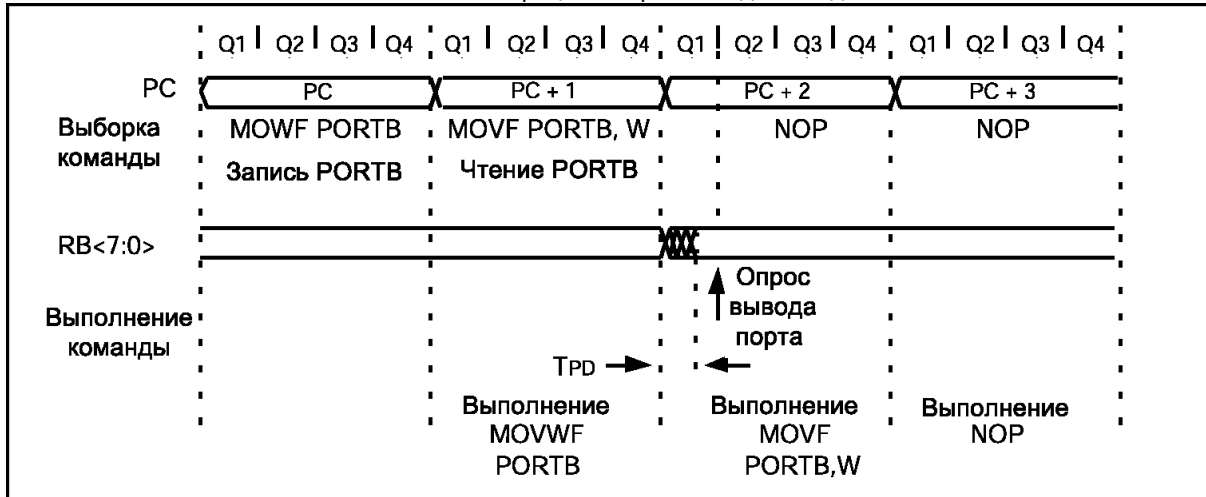 Q1 Q2 Q3 Q4 Q1 Q2 Q3 Q4 Q1 Q2 Q3 Q4 Q1 Q2 Q3 Q4
PC PC PC + 1 PC + 2 PC + 3
Выборка
команды
MOWF PORTB
Запись PORTB
MOVF PORTB, W
Чтение PORTB
NOP
NOP
RB<7:0>
Опрос
вывода
порта
Выполнение
команды
TPD
Выполнение
MOVWF
PORTB
Выполнение
MOVF
PORTB,W
Выполнение
NOP